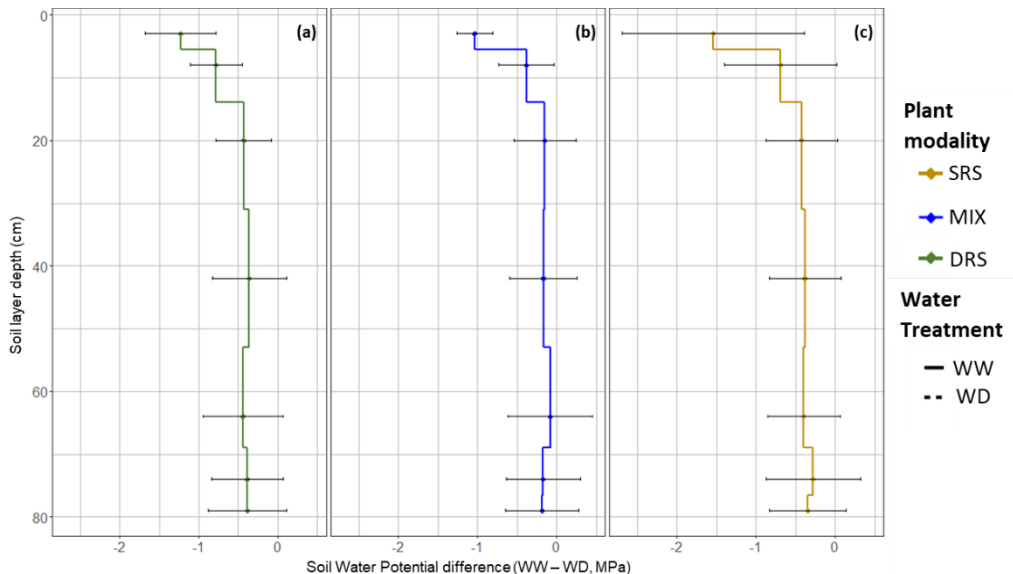 0
20
40
60
80
Soil layer depth (cm)
(a)
(b)
(c)
-2
-1
0
-2
-1
0
-2
-1
0
Soil Water Potential difference (WW – WD, MPa)
Plant
modality
SRS
MIX
DRS
Water
Treatment
WW
WD